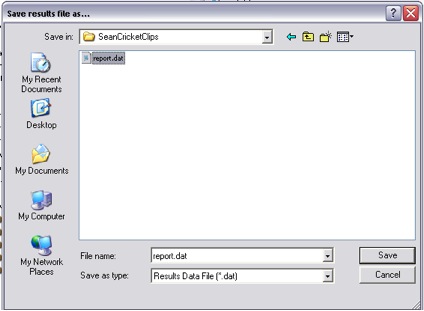 Save results file as...
Save in: SeanCricketClips
report.dat
My Recent
Documents
Desktop
My Documents
My Computer
My Network
Places
File name: report.dat Save
Save as type: Results Data File (*.dat) Cancel